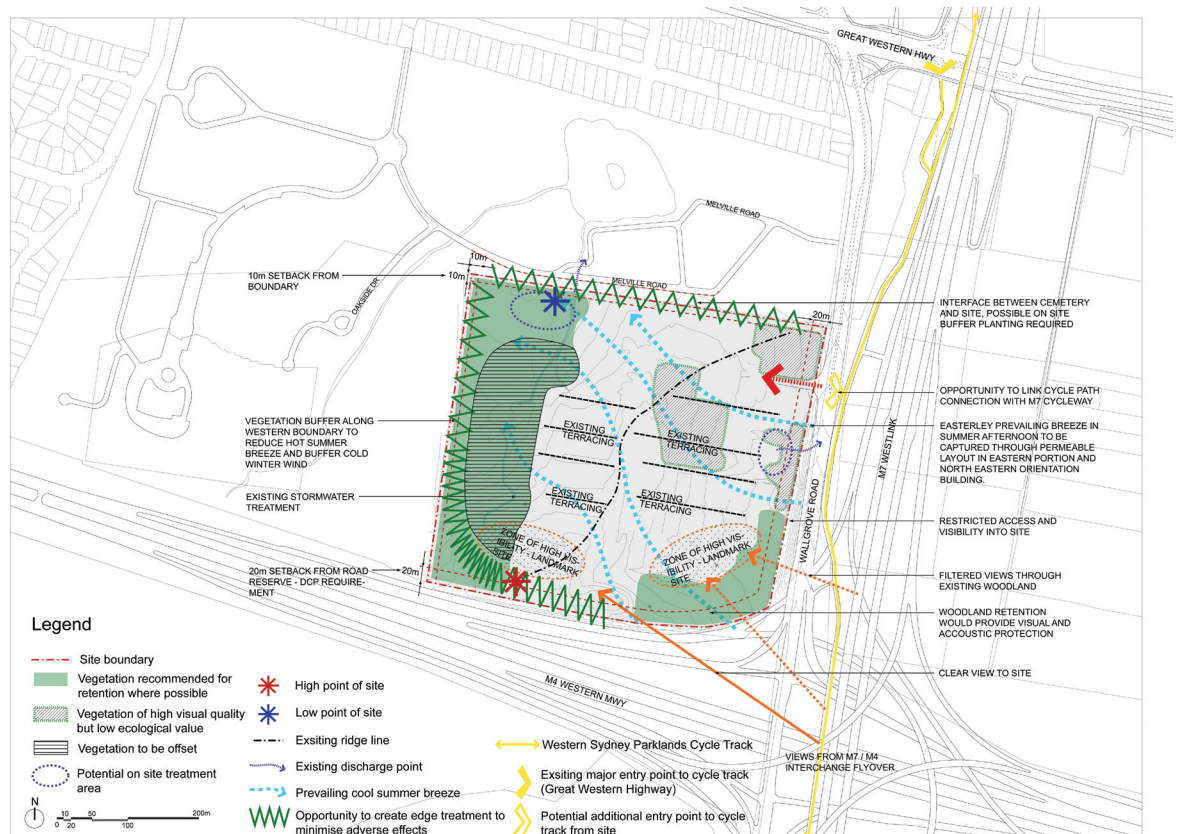 GREAT WESTERN HWY
MELVILLE ROAD
OAKSIDE DR
10m
10m
MELVILLE ROAD
20m
10m SETBACK FROM
BOUNDARY
VEGETATION BUFFER ALONG
WESTERN BOUNDARY TO
REDUCE HOT SUMMER
BREEZE AND BUFFER COLD
WINTER WIND
EXISTING STORMWATER
TREATMENT
20m SETBACK FROM ROAD
RESERVE - DCP REQUIRE-
MENT
20m
EXISTING
TERRACING
EXISTING
TERRACING
EXISTING
TERRACING
EXISTING
TERRACING
EXISTING
TERRACING
EXISTING
TERRACING
ZONE OF HIGH VIS-
IBILITY - LANDMARK
SITE
ZONE OF HIGH VIS-
IBILITY - LANDMARK
SITE
WALLGROVE ROAD
M7 WESTLINK
M4 WESTERN MWY
INTERFACE BETWEEN CEMETERY
AND SITE, POSSIBLE ON SITE
BUFFER PLANTING REQUIRED
OPPORTUNITY TO LINK CYCLE PATH
CONNECTION WITH M7 CYCLEWAY
EASTERLEY PREVAILING BREEZE IN
SUMMER AFTERNOON TO BE
CAPTURED THROUGH PERMEABLE
LAYOUT IN EASTERN PORTION AND
NORTH EASTERN ORIENTATION
BUILDING.
RESTRICTED ACCESS AND
VISIBILITY INTO SITE
FILTERED VIEWS THROUGH
EXISTING WOODLAND
WOODLAND RETENTION
WOULD PROVIDE VISUAL AND
ACCOUSTIC PROTECTION
CLEAR VIEW TO SITE
VIEWS FROM M7 / M4
INTERCHANGE FLYOVER
Legend
Site boundary
Vegetation recommended for
retention where possible
Vegetation of high visual quality
but low ecological value
Vegetation to be offset
Potential on site treatment
area
N
10
50
200m
0
20
100
High point of site
Low point of site
Exsiting ridge line
Existing discharge point
Prevailing cool summer breeze
Opportunity to create edge treatment to
minimise adverse effects
Western Sydney Parklands Cycle Track
Exsiting major entry point to cycle track
(Great Western Highway)
Potential additional entry point to cycle
track from site